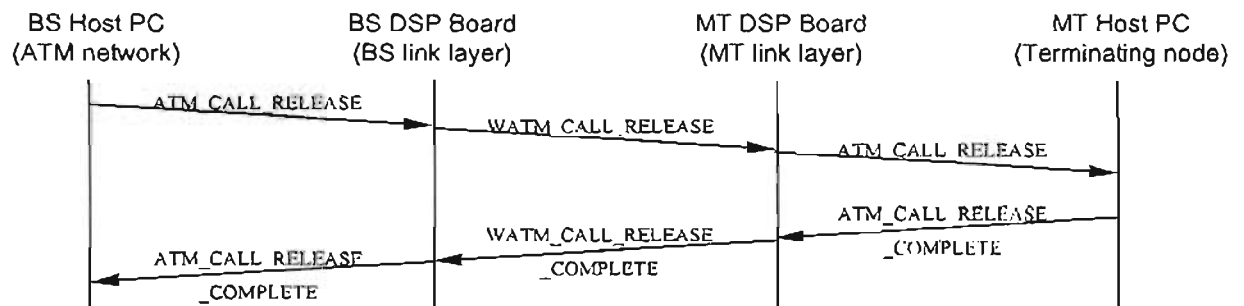 BS Host PC
(ATM network)
BS DSP Board
(BS link layer)
MT DSP Board
(MT link layer)
MT Host PC
(Terminating node)
ATM_CALL_RELEASE
WATM_CALL_RELEASE
ATM_CALL_RELEASE
ATM_CALL_RELEASE
_COMPLETE
WATM_CALL_RELEASE
_COMPLETE
ATM_CALL_RELEASE
_COMPLETE